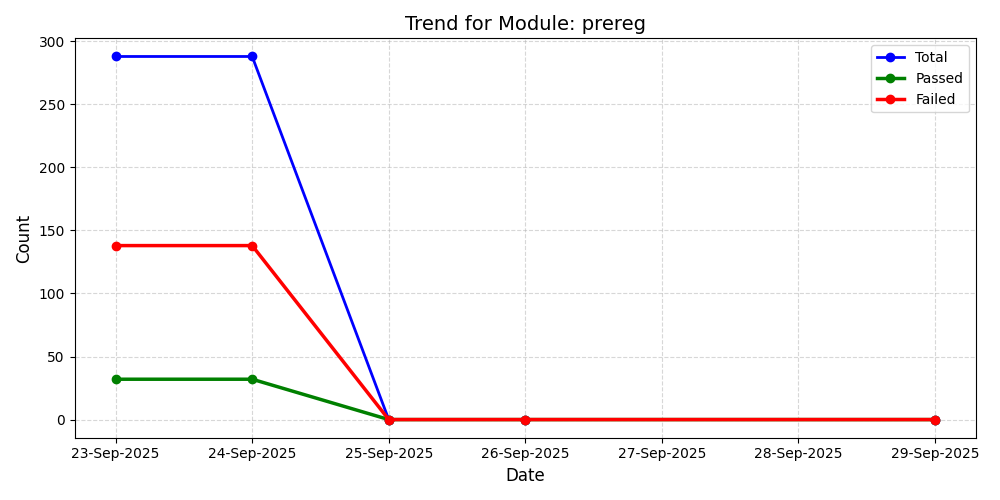 Trend for Module: prereg
Total
Passed
Failed
300
250
200
150
100
50
0
Count
23-Sep-2025
24-Sep-2025
25-Sep-2025
26-Sep-2025
27-Sep-2025
28-Sep-2025
29-Sep-2025
Date